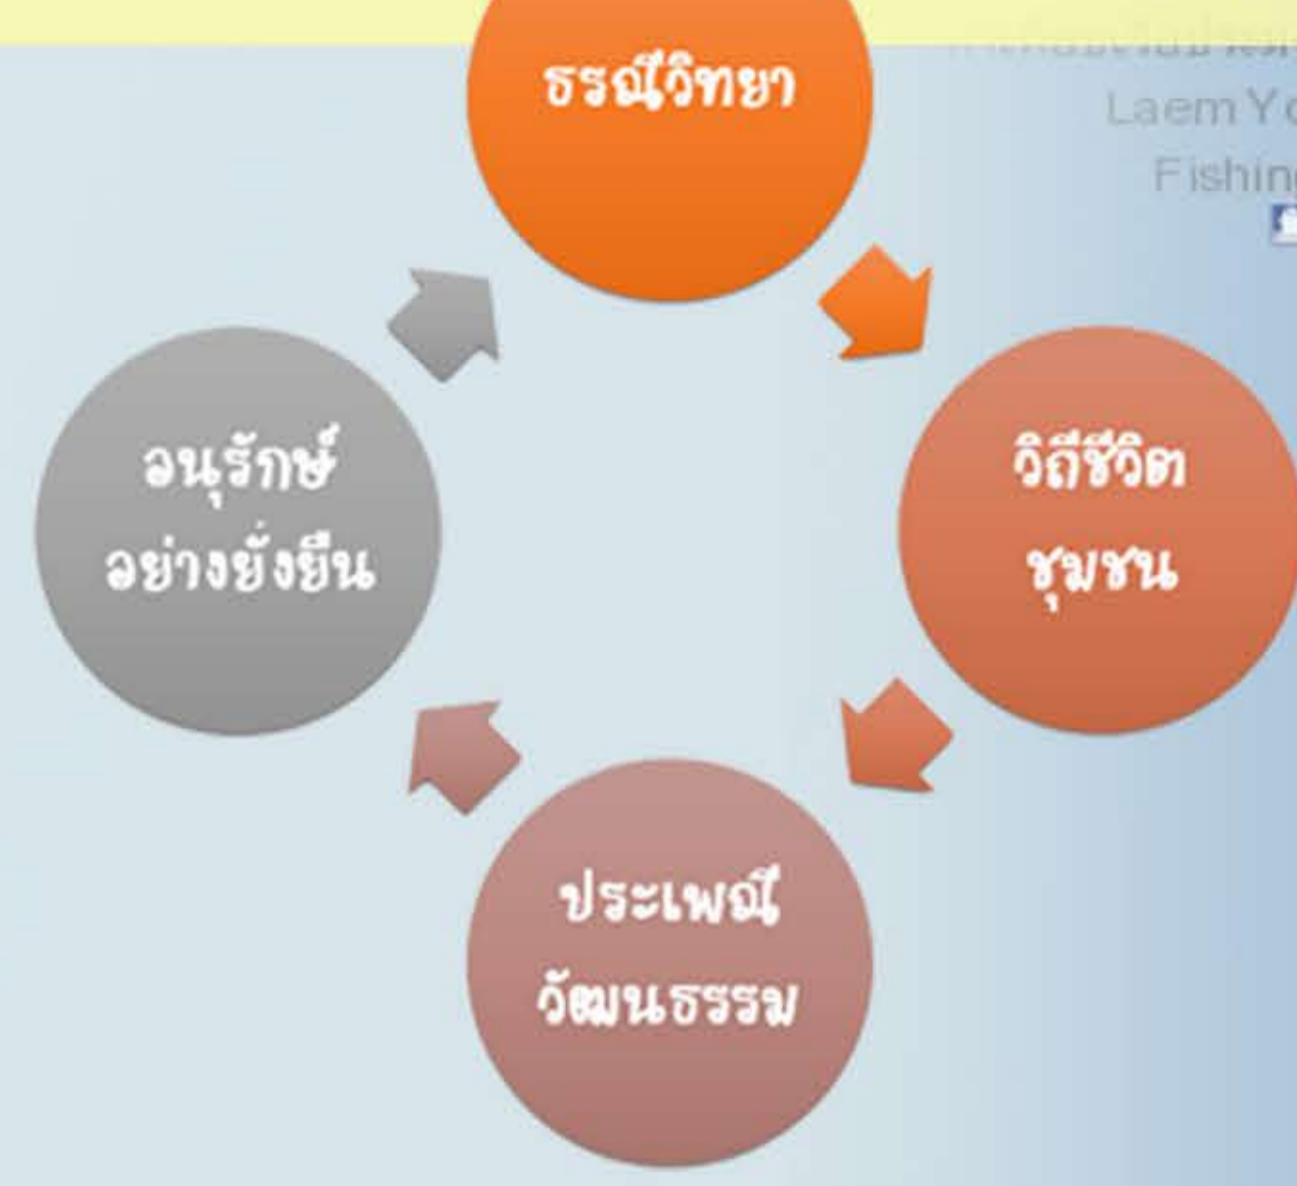 ธรณีวิทยา
Laem
Fishing
วิถีชีวิต
ชุมชน
ประเพณี
วัฒนธรรม
อนุรักษ์
อย่างยั่งยืน